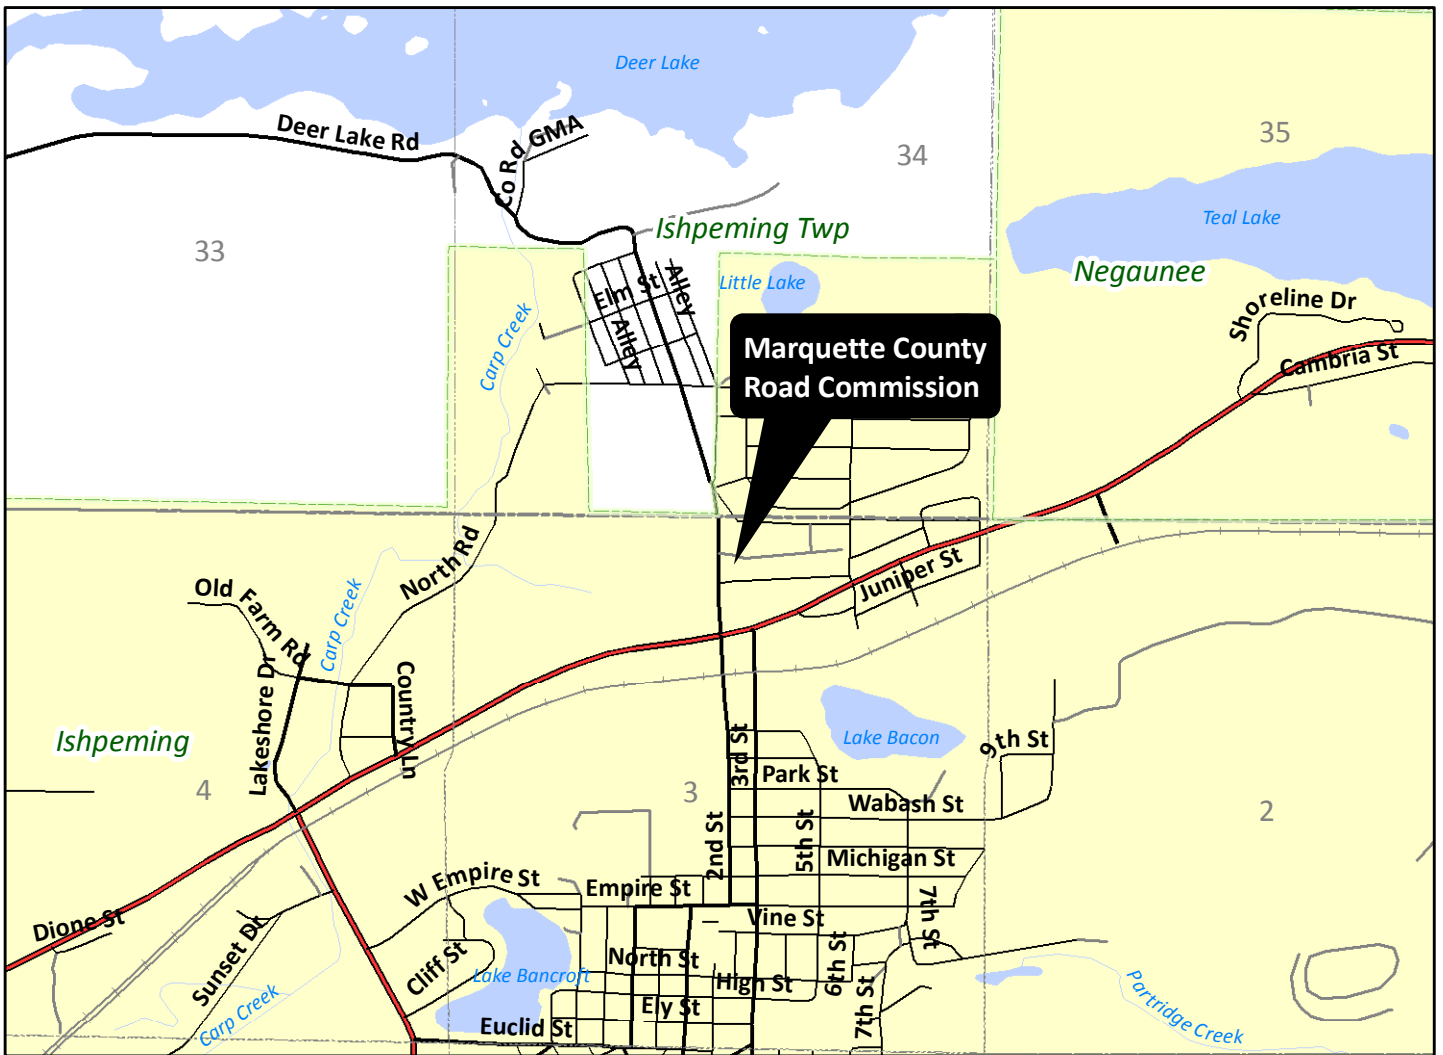 Deer Lake
35
Deer Lake Rd
Co Rd GMA
34
Teal Lake
Ishpeming Twp
33
Negaunee
Little Lake
Elm St
Alley
Alley
Shoreline Dr
Carp Creek
Marquette County
Road Commission
Cambria St
North Rd
Juniper St
Old Farm Rd
Carp Creek
Lakeshore Dr
Country Ln
Ishpeming
Lake Bacon
9th St
3rd St
Park St
4
3
Wabash St
2
2nd St
5th St
Michigan St
W Empire St
Empire St
7th St
Vine St
Dione St
Sunset Dr
Cliff St
North St
6th St
Lake Bancroft
High St
Ely St
7th St
Partridge Creek
Carp Creek
Euclid St